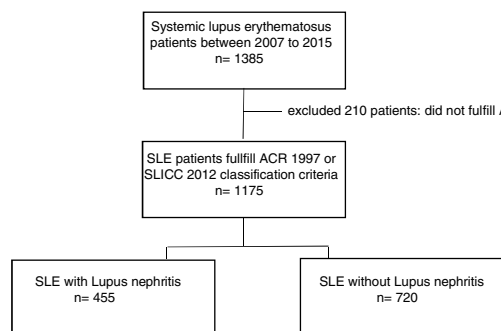 Systemic lupus erythematosus
patients between 2007 to 2015
n= 1385
excluded 210 patients: did not fulfill
SLE patients fullfill ACR 1997 or
SLICC 2012 classification criteria
n= 1175
SLE with Lupus nephritis
n= 455
SLE without Lupus nephritis
n= 720